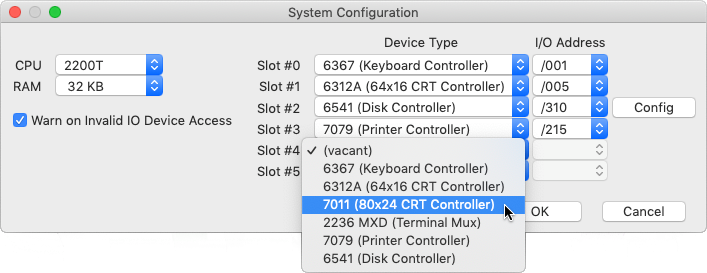 System Configuration
Device Type I/O Address
CPU 2200T Slot #0 6367 (Keyboard Controller) /001
RAM 32 KB Slot #1 6312A (64x16 CRT Controller) /005
Slot #2 6541 (Disk Controller) /310 Config
Warn on Invalid IO Device Access Slot #3 7079 (Printer Controller) /215
Slot #4 ✓ (vacant)
6367 (Keyboard Controller)
Slot #5 6312A (64x16 CRT Controller)
7011 (80x24 CRT Controller) OK Cancel
2236 MXD (Terminal Mux)
7079 (Printer Controller)
6541 (Disk Controller)